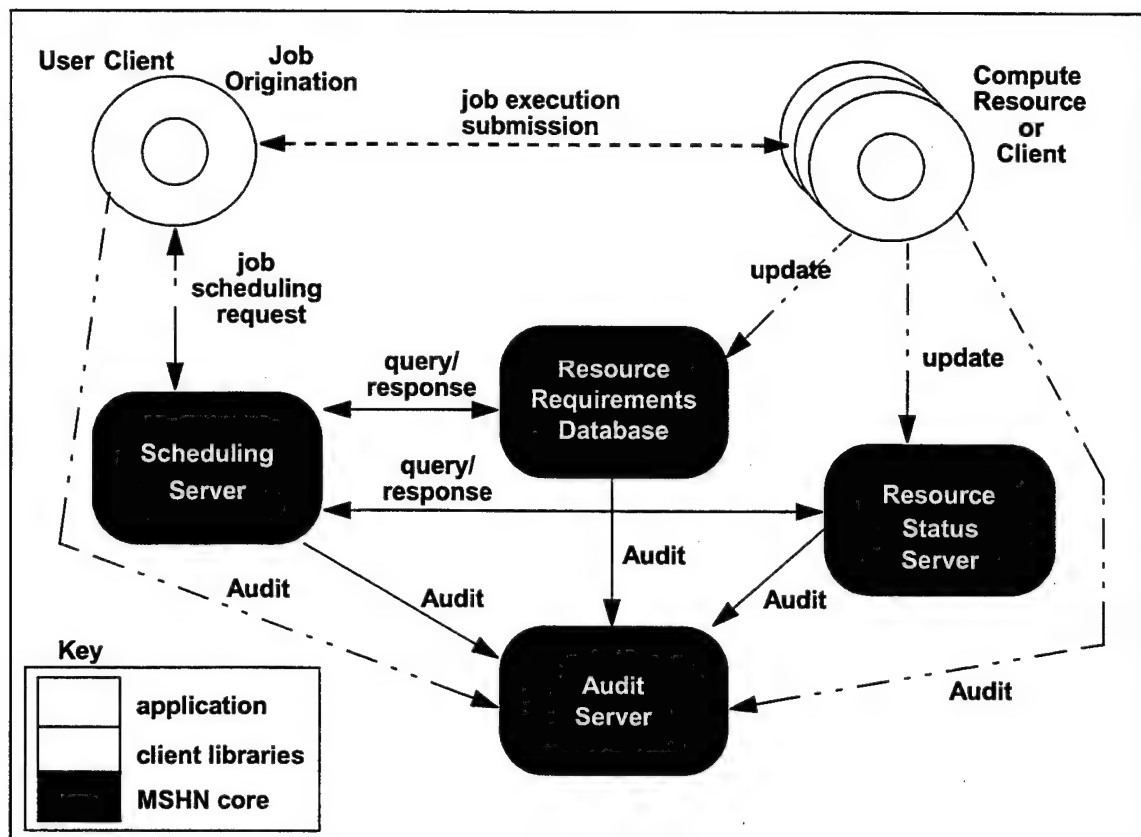 User Client
Job
Origination
job execution
submission
Compute
Resource
or
Client
job
scheduling
request
update
update
query/
response
Resource
Requirements
Database
Scheduling
Server
query/
response
Resource
Status
Server
Audit
Audit
Audit
Audit
Audit
Audit
Server
Key
application
client libraries
MSHN core